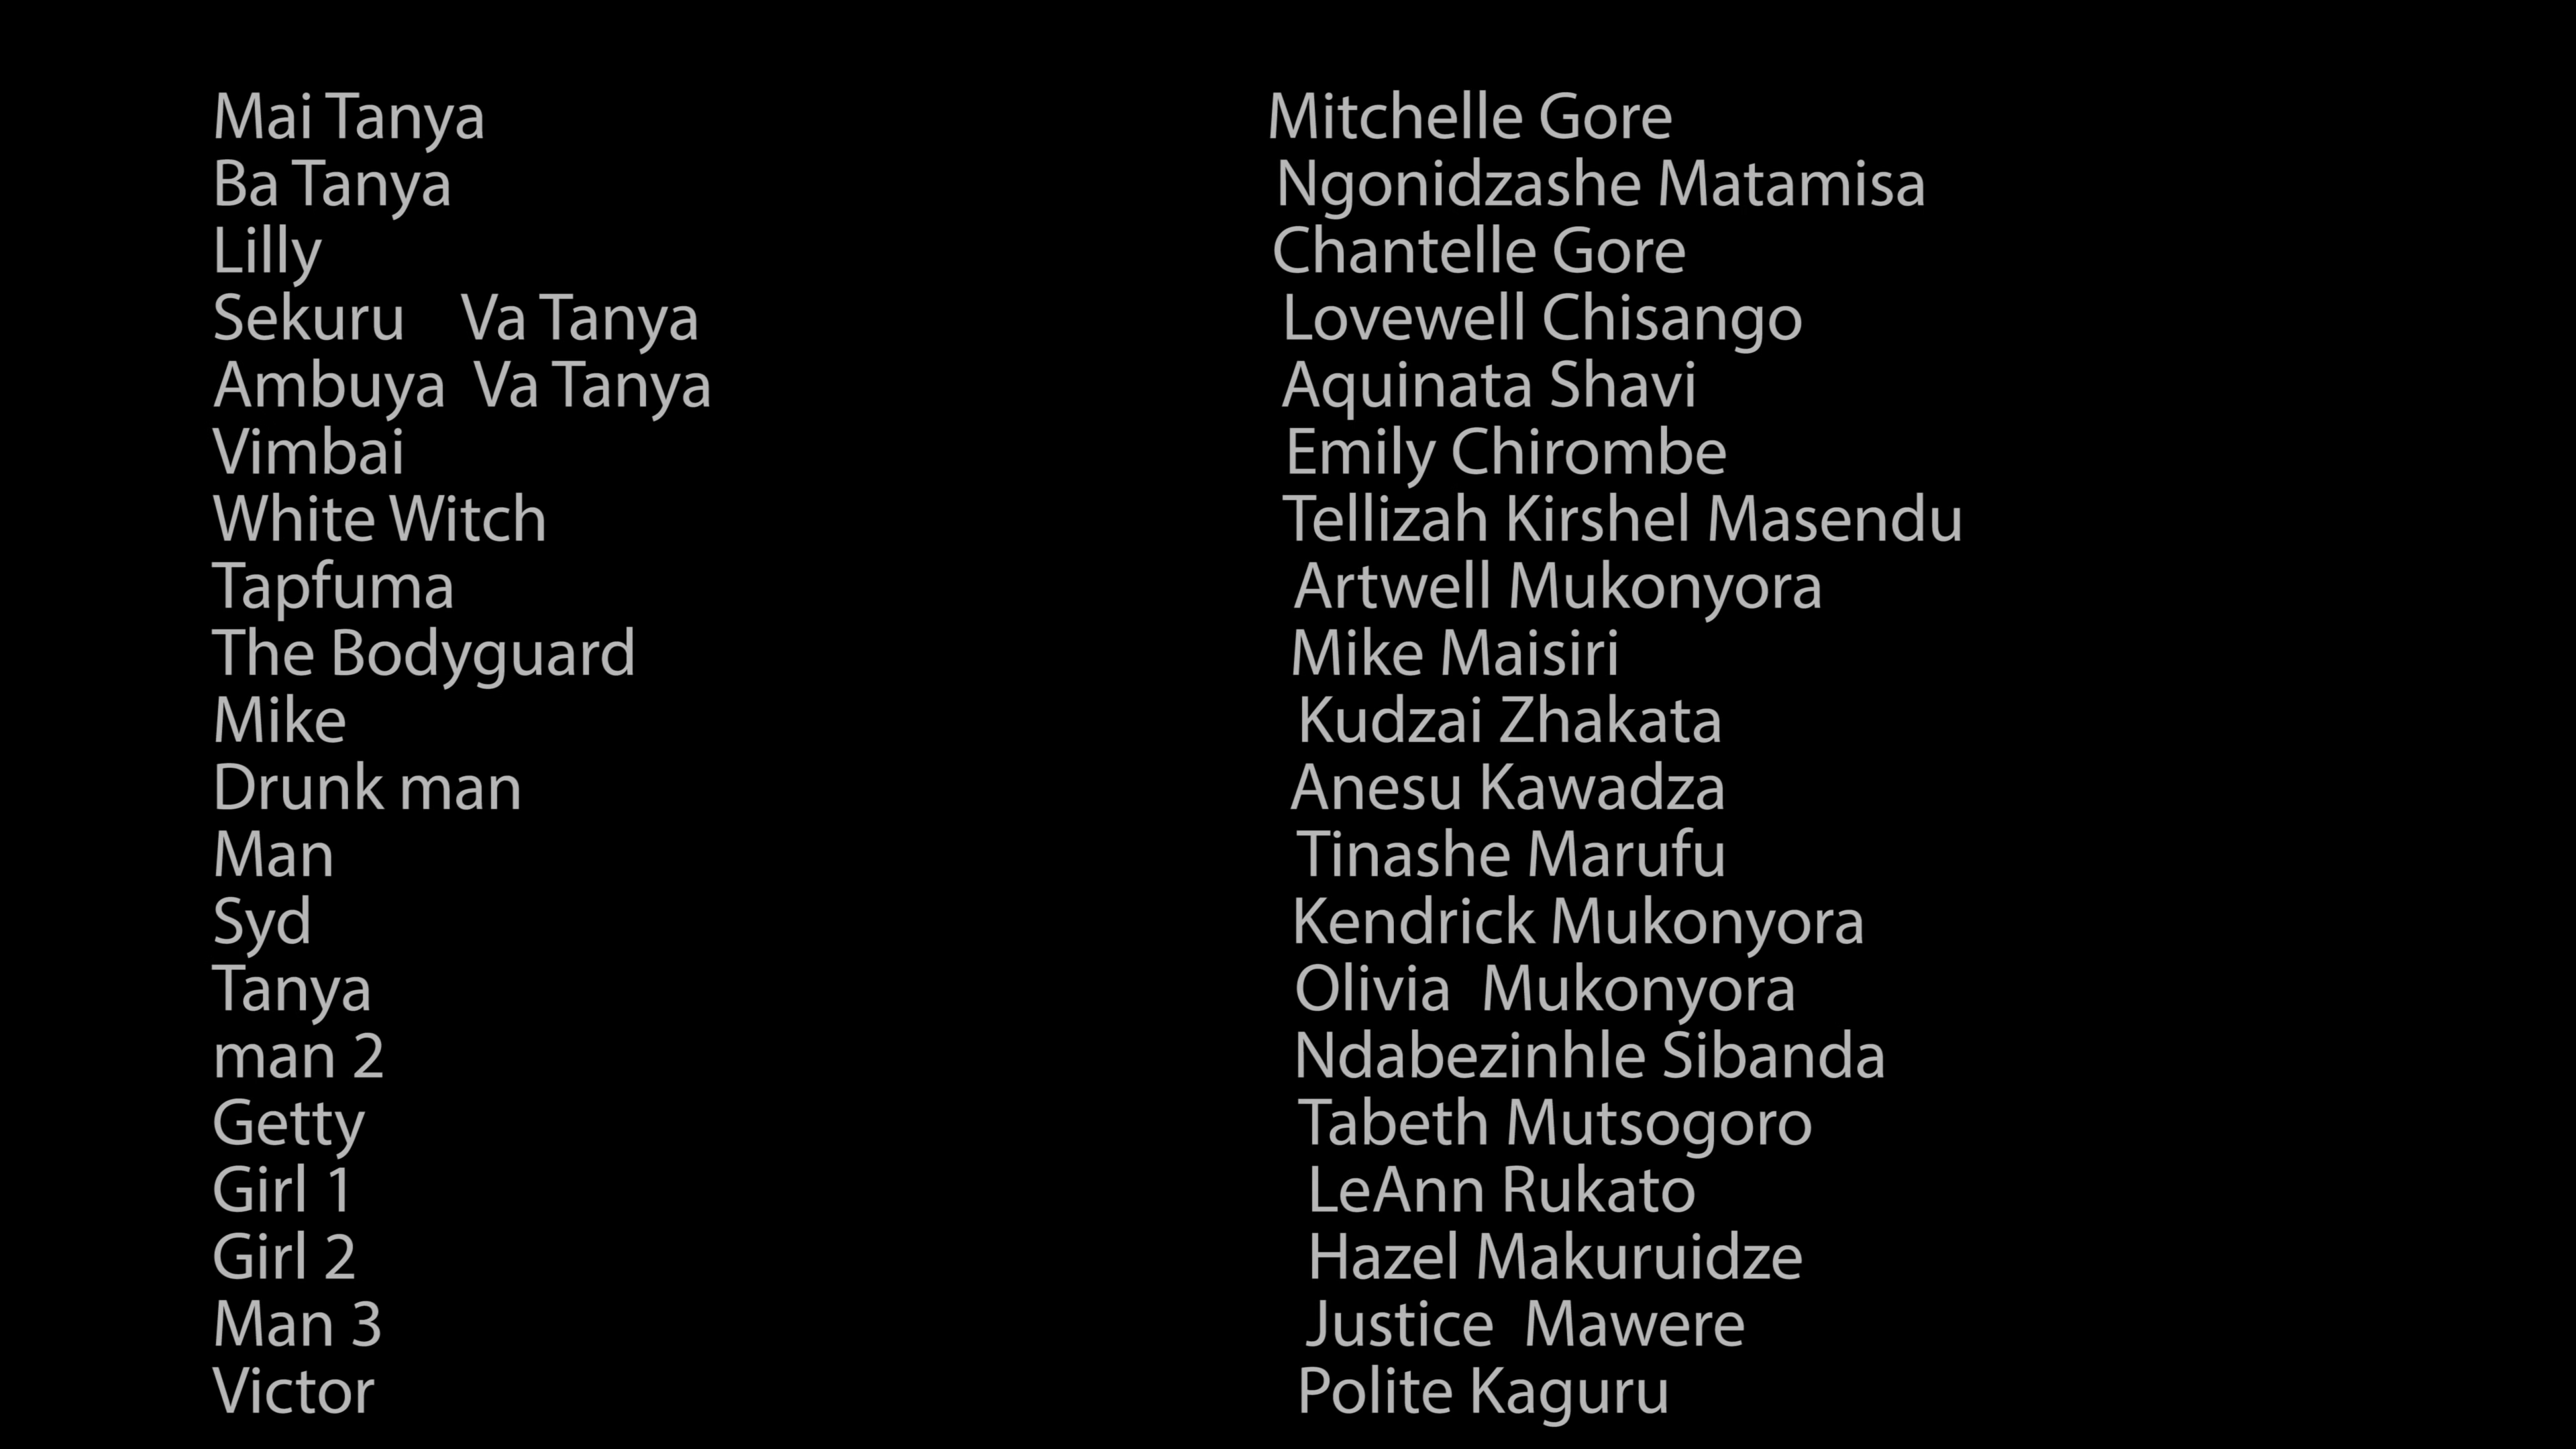 Mai Tanya Mitchelle Gore
Ba Tanya Ngonidzashe Matamisa
Lilly Chantelle Gore
Sekuru Va Tanya Lovewell Chisango
Ambuya Va Tanya Aquinata Shavi
Vimbai Emily Chirombe
White Witch Tellizah Kirshel Masendu
Tapfuma Artwell Mukonyora
The Bodyguard Mike Maisiri
Mike Kudzai Zhakata
Drunk man Anesu Kawadza
Man Tinashe Marufu
Syd Kendrick Mukonyora
Tanya Olivia Mukonyora
man 2 Ndabezinhle Sibanda
Getty Tabeth Mutsogoro
Girl 1 LeAnn Rukato
Girl 2 Hazel Makuruidze
Man 3 Justice Mawere
Victor Polite Kaguru